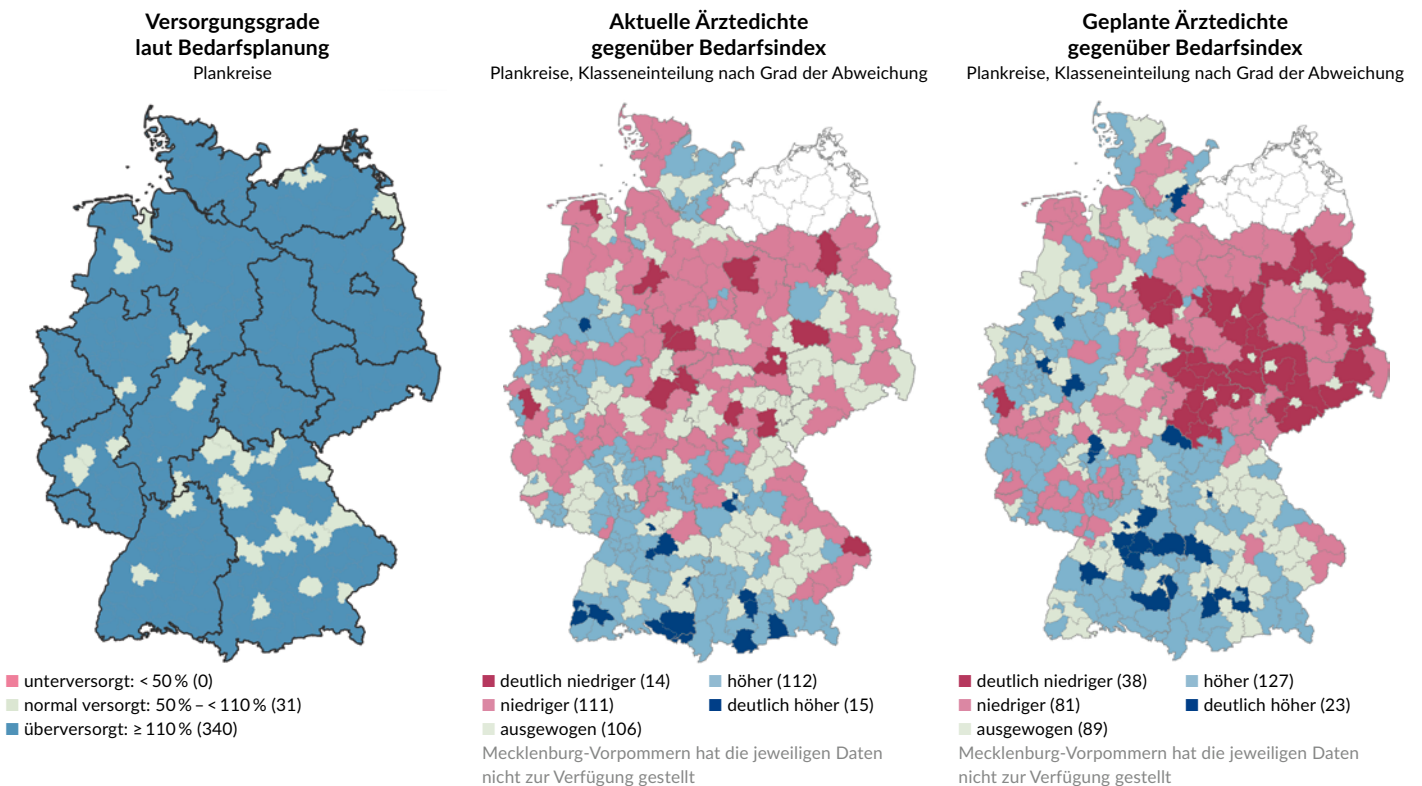 Versorgungsgrade
laut Bedarfsplanung
Plankreise
unterversorgt: < 50 % (0)
normal versorgt: 50 % – < 110 % (31)
überversorgt: ≥ 110 % (340)
Aktuelle Ärztedichte
gegenüber Bedarfsindex
Plankreise, Klasseneinteilung nach Grad der Abweichung
deutlich niedriger (14)
niedriger (111)
ausgewogen (106)
höher (112)
deutlich höher (15)
Mecklenburg-Vorpommern hat die jeweiligen Daten
nicht zur Verfügung gestellt
Geplante Ärztedichte
gegenüber Bedarfsindex
Plankreise, Klasseneinteilung nach Grad der Abweichung
deutlich niedriger (38)
niedriger (81)
ausgewogen (89)
höher (127)
deutlich höher (23)
Mecklenburg-Vorpommern hat die jeweiligen Daten
nicht zur Verfügung gestellt